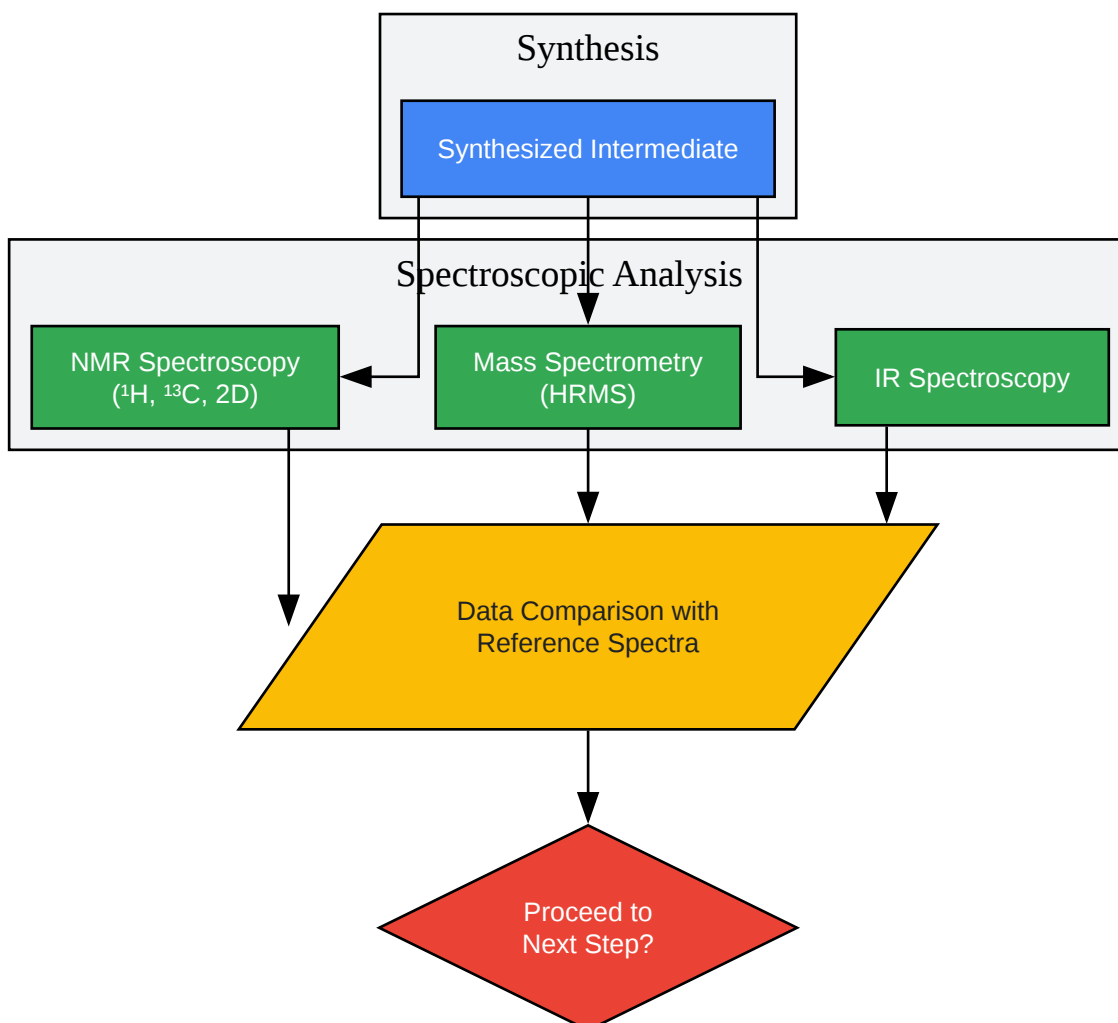 Synthesis
Synthesized Intermediate
Spectroscopic Analysis
NMR Spectroscopy
(¹H, ¹³C, 2D)
Mass Spectrometry
(HRMS)
IR Spectroscopy
Data Comparison with
Reference Spectra
Proceed to
Next Step?